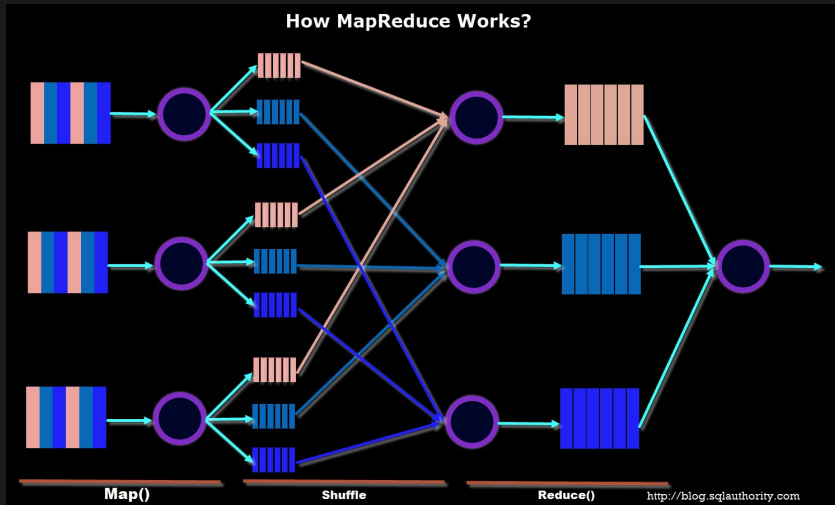 How MapReduce Works?
Map()
Shuffle
Reduce()
http://blog.sqlauthority.com